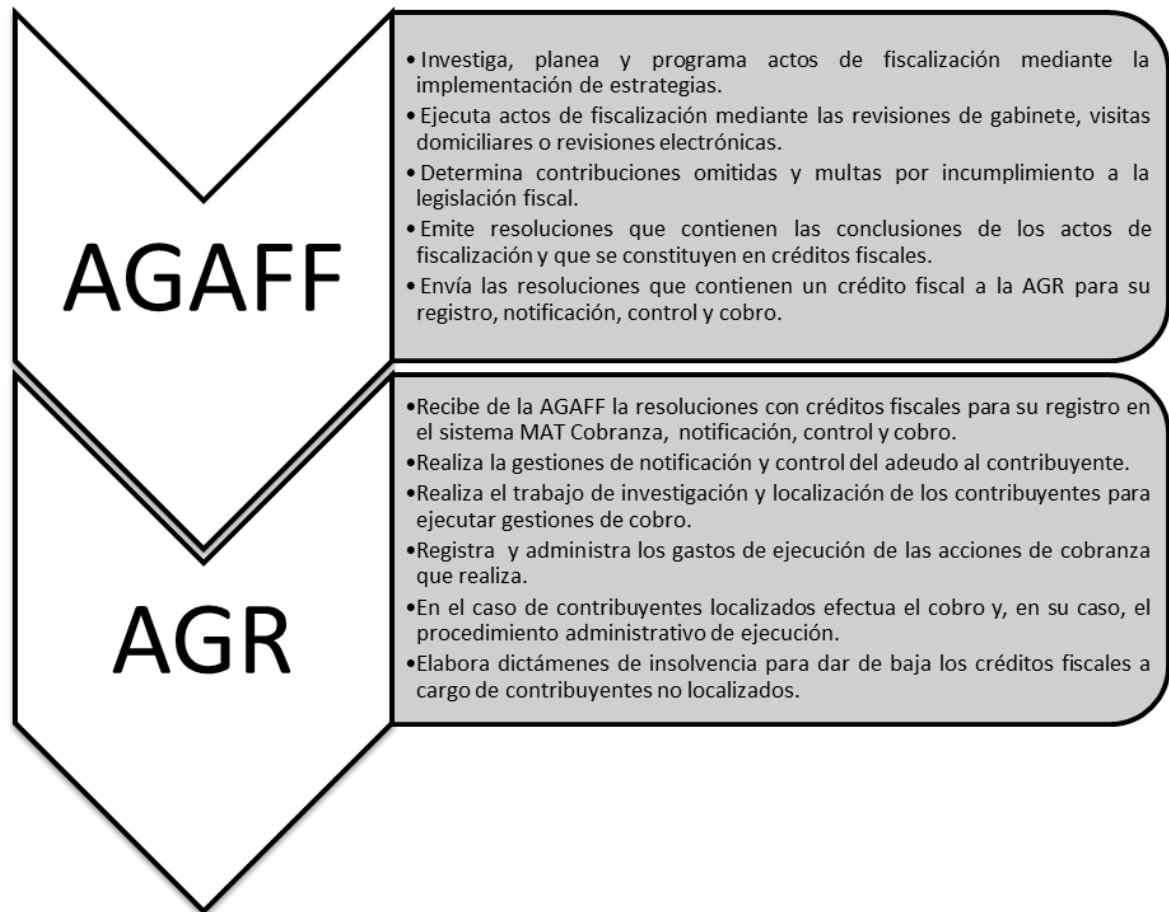 AGAFF
•Investiga, planea y programa actos de fiscalización mediante la
implementación de estrategias.
•Ejecuta actos de fiscalización mediante las revisiones de gabinete, visitas
domiciliares o revisiones electrónicas.
•Determina contribuciones omitidas y multas por incumplimiento a la
legislación fiscal.
•Emite resoluciones que contienen las conclusiones de los actos de
fiscalización y que se constituyen en créditos fiscales.
•Envía las resoluciones que contienen un crédito fiscal a la AGR para su
registro, notificación, control y cobro.
AGR
•Recibe de la AGAFF la resoluciones con créditos fiscales para su registro en
el sistema MAT Cobranza, notificación, control y cobro.
•Realiza la gestiones de notificación y control del adeudo al contribuyente.
•Realiza el trabajo de investigación y localización de los contribuyentes para
ejecutar gestiones de cobro.
•Registra y administra los gastos de ejecución de las acciones de cobranza
que realiza.
•En el caso de contribuyentes localizados efectua el cobro y, en su caso, el
procedimiento administrativo de ejecución.
•Elabora dictámenes de insolvencia para dar de baja los créditos fiscales a
cargo de contribuyentes no localizados.